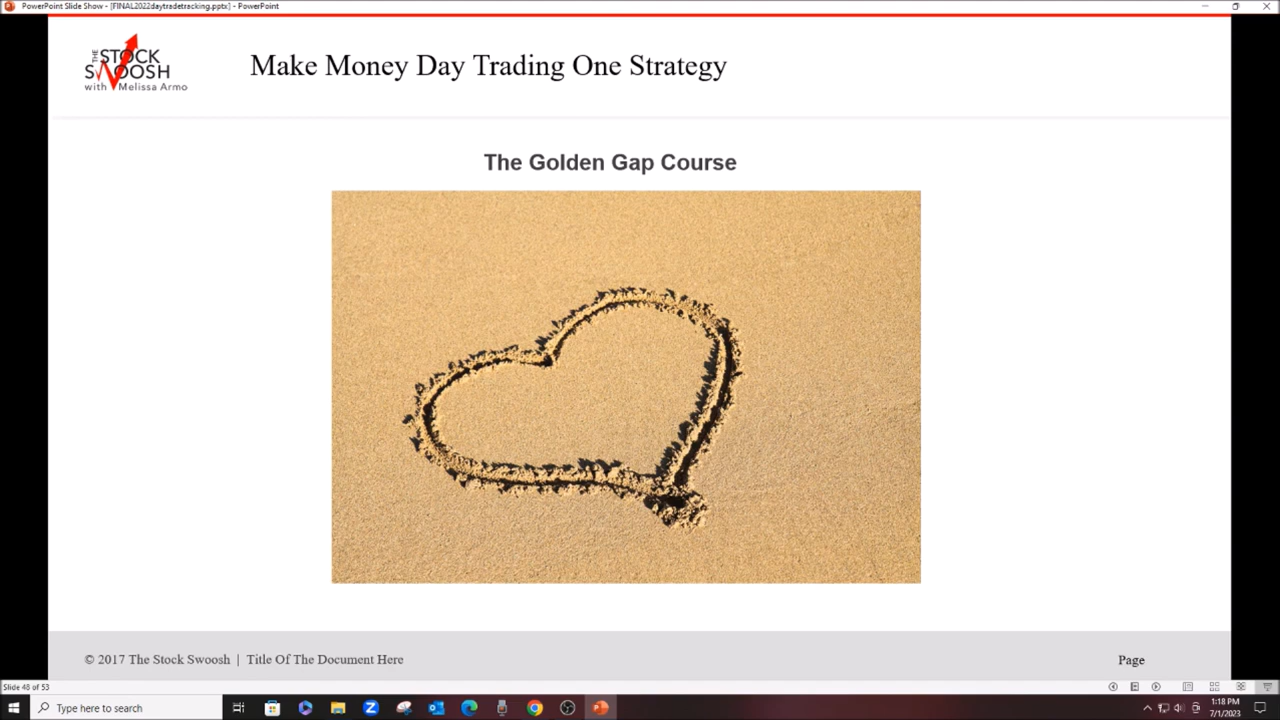 PowerPoint Slide Show - [FINAL2022daytradetracking.pptx] - PowerPoint
THE STOCK
SWOOSH
with Melissa Armo
Make Money Day Trading One Strategy
The Golden Gap Course
© 2017 The Stock Swoosh | Title Of The Document Here
Page
Slide 48 of 53
Type here to search
1:18 PM
7/1/2023